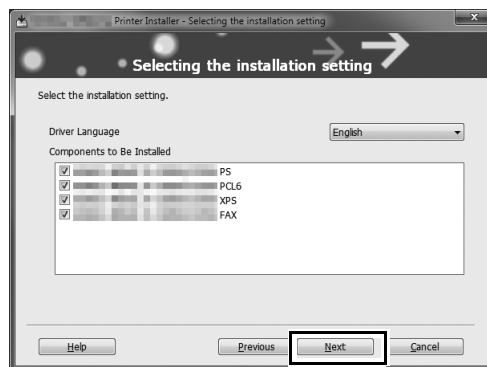 Printer Installer - Selecting the installation setting
Selecting the installation setting
Select the installation setting.
Driver Language English
Components to Be Installed
PS
PCL6
XPS
FAX
Help Previous Next Cancel